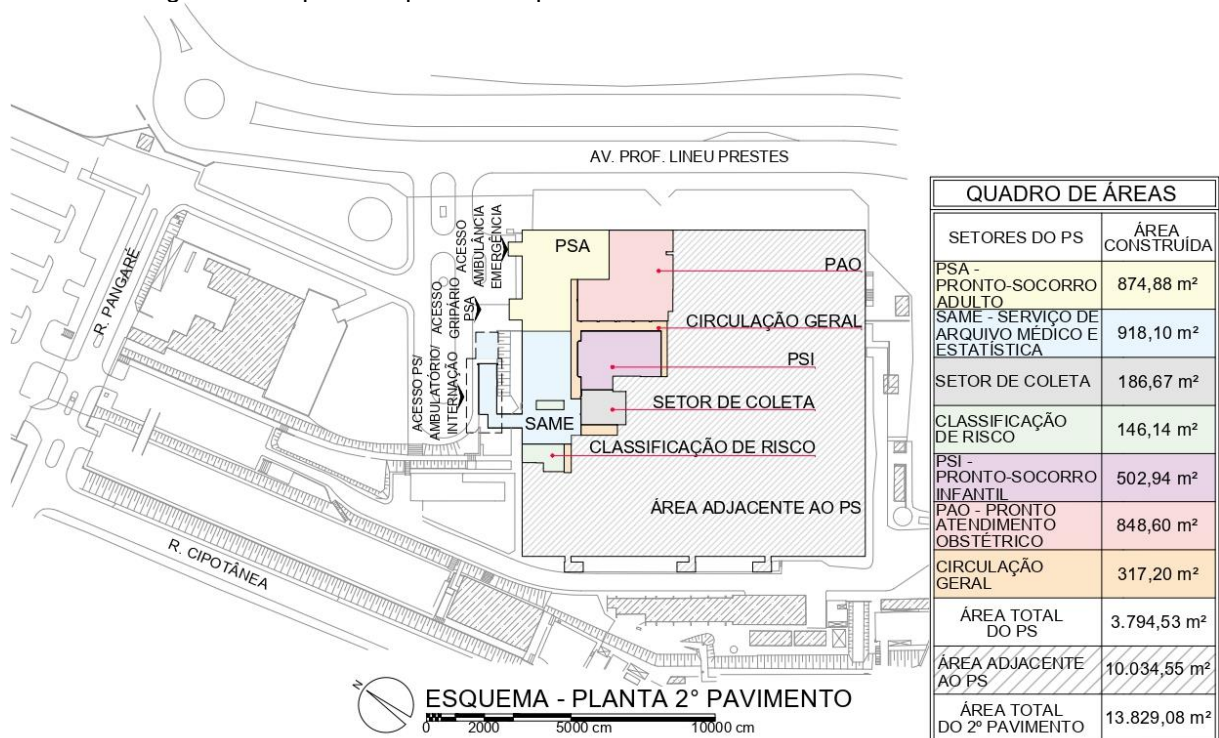 AV. PROF. LINEU PRESTES
R. PANGARÉ
R. CIPOTÂNEA
ACESSO
AMBULÂNCIA
EMERGÊNCIA
ACESSO
GRIPÁRIO
PSA
ACESSO PS/
AMBULATÓRIO/
INTERNAÇÃO
PSA
PAO
CIRCULAÇÃO GERAL
PSI
SETOR DE COLETA
SAME
CLASSIFICAÇÃO DE RISCO
ÁREA ADJACENTE AO PS
N
ESQUEMA - PLANTA 2° PAVIMENTO
0 2000 5000 cm 10000 cm
QUADRO DE ÁREAS
SETORES DO PS
ÁREA
CONSTRUÍDA
PSA -
PRONTO-SOCORRO
ADULTO
874,88 m²
SAME - SERVIÇO DE
ARQUIVO MÉDICO E
ESTATÍSTICA
918,10 m²
SETOR DE COLETA
186,67 m²
CLASSIFICAÇÃO
DE RISCO
146,14 m²
PSI -
PRONTO-SOCORRO
INFANTIL
502,94 m²
PAO - PRONTO
ATENDIMENTO
OBSTÉTRICO
848,60 m²
CIRCULAÇÃO
GERAL
317,20 m²
ÁREA TOTAL
DO PS
3.794,53 m²
ÁREA ADJACENTE
AO PS
10.034,55 m²
ÁREA TOTAL
DO 2º PAVIMENTO
13.829,08 m²